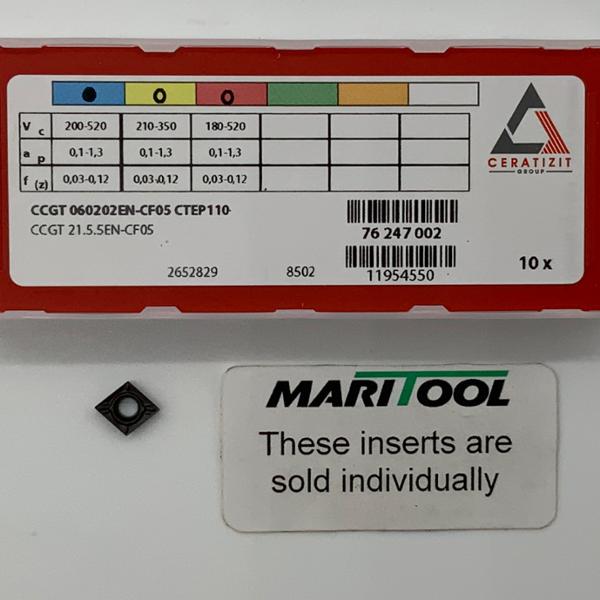 V c 200-520 210-350 180-520
a p 0,1-1,3 0,1-1,3 0,1-1,3
f (z) 0,03-0,12 0,03-0,12 0,03-0,12
CERATIZIT
GROUP
CCGT 060202EN-CF05 CTEP110
CCGT 21.5.5EN-CF05
76 247 002
2652829 8502 11954550
10 x
MARITOOL
These inserts are
sold individually